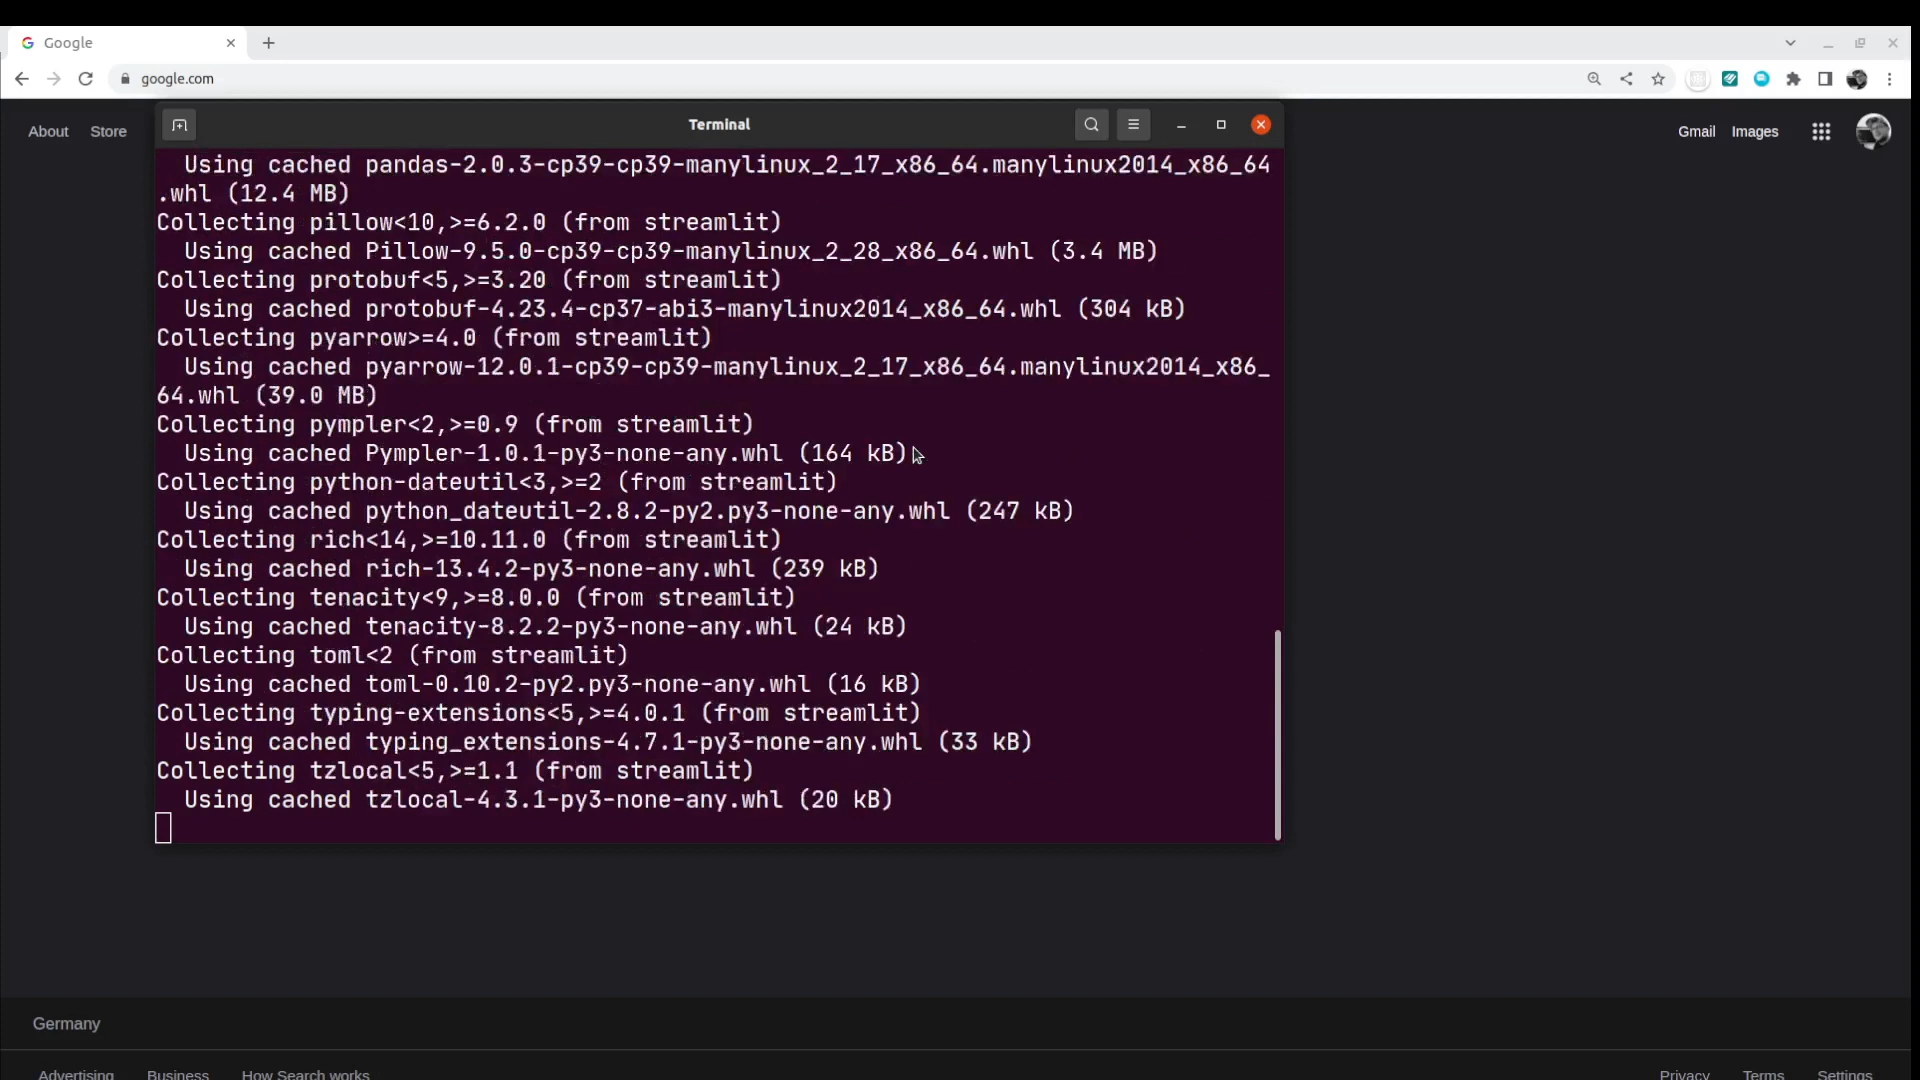 Google
google.com
About Store
Gmail Images
Terminal
Using cached pandas-2.0.3-cp39-cp39-manylinux_2_17_x86_64.manylinux2014_x86_64
.whl (12.4 MB)
Collecting pillow<10,>=6.2.0 (from streamlit)
Using cached Pillow-9.5.0-cp39-cp39-manylinux_2_28_x86_64.whl (3.4 MB)
Collecting protobuf<5,>=3.20 (from streamlit)
Using cached protobuf-4.23.4-cp37-abi3-manylinux2014_x86_64.whl (304 kB)
Collecting pyarrow>=4.0 (from streamlit)
Using cached pyarrow-12.0.1-cp39-cp39-manylinux_2_17_x86_64.manylinux2014_x86_
64.whl (39.0 MB)
Collecting pympler<2,>=0.9 (from streamlit)
Using cached Pympler-1.0.1-py3-none-any.whl (164 kB)
Collecting python-dateutil<3,>=2 (from streamlit)
Using cached python_dateutil-2.8.2-py2.py3-none-any.whl (247 kB)
Collecting rich<14,>=10.11.0 (from streamlit)
Using cached rich-13.4.2-py3-none-any.whl (239 kB)
Collecting tenacity<9,>=8.0.0 (from streamlit)
Using cached tenacity-8.2.2-py3-none-any.whl (24 kB)
Collecting toml<2 (from streamlit)
Using cached toml-0.10.2-py2.py3-none-any.whl (16 kB)
Collecting typing-extensions<5,>=4.0.1 (from streamlit)
Using cached typing_extensions-4.7.1-py3-none-any.whl (33 kB)
Collecting tzlocal<5,>=1.1 (from streamlit)
Using cached tzlocal-4.3.1-py3-none-any.whl (20 kB)
Germany
Advertising Business How Search works
Privacy Terms Settings